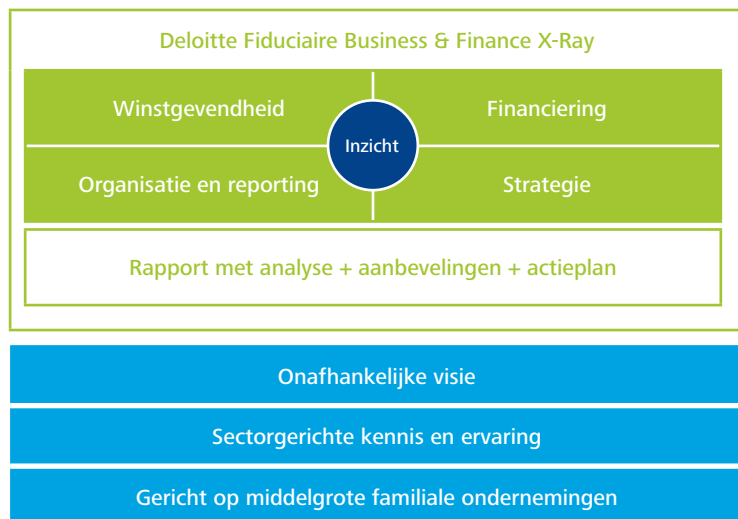 Deloitte Fiduciaire Business & Finance X-Ray
Winstgevendheid
Financiering
Inzicht
Organisatie en reporting
Strategie
Rapport met analyse + aanbevelingen + actieplan
Onafhankelijke visie
Sectorgerichte kennis en ervaring
Gericht op middelgrote familiale ondernemingen